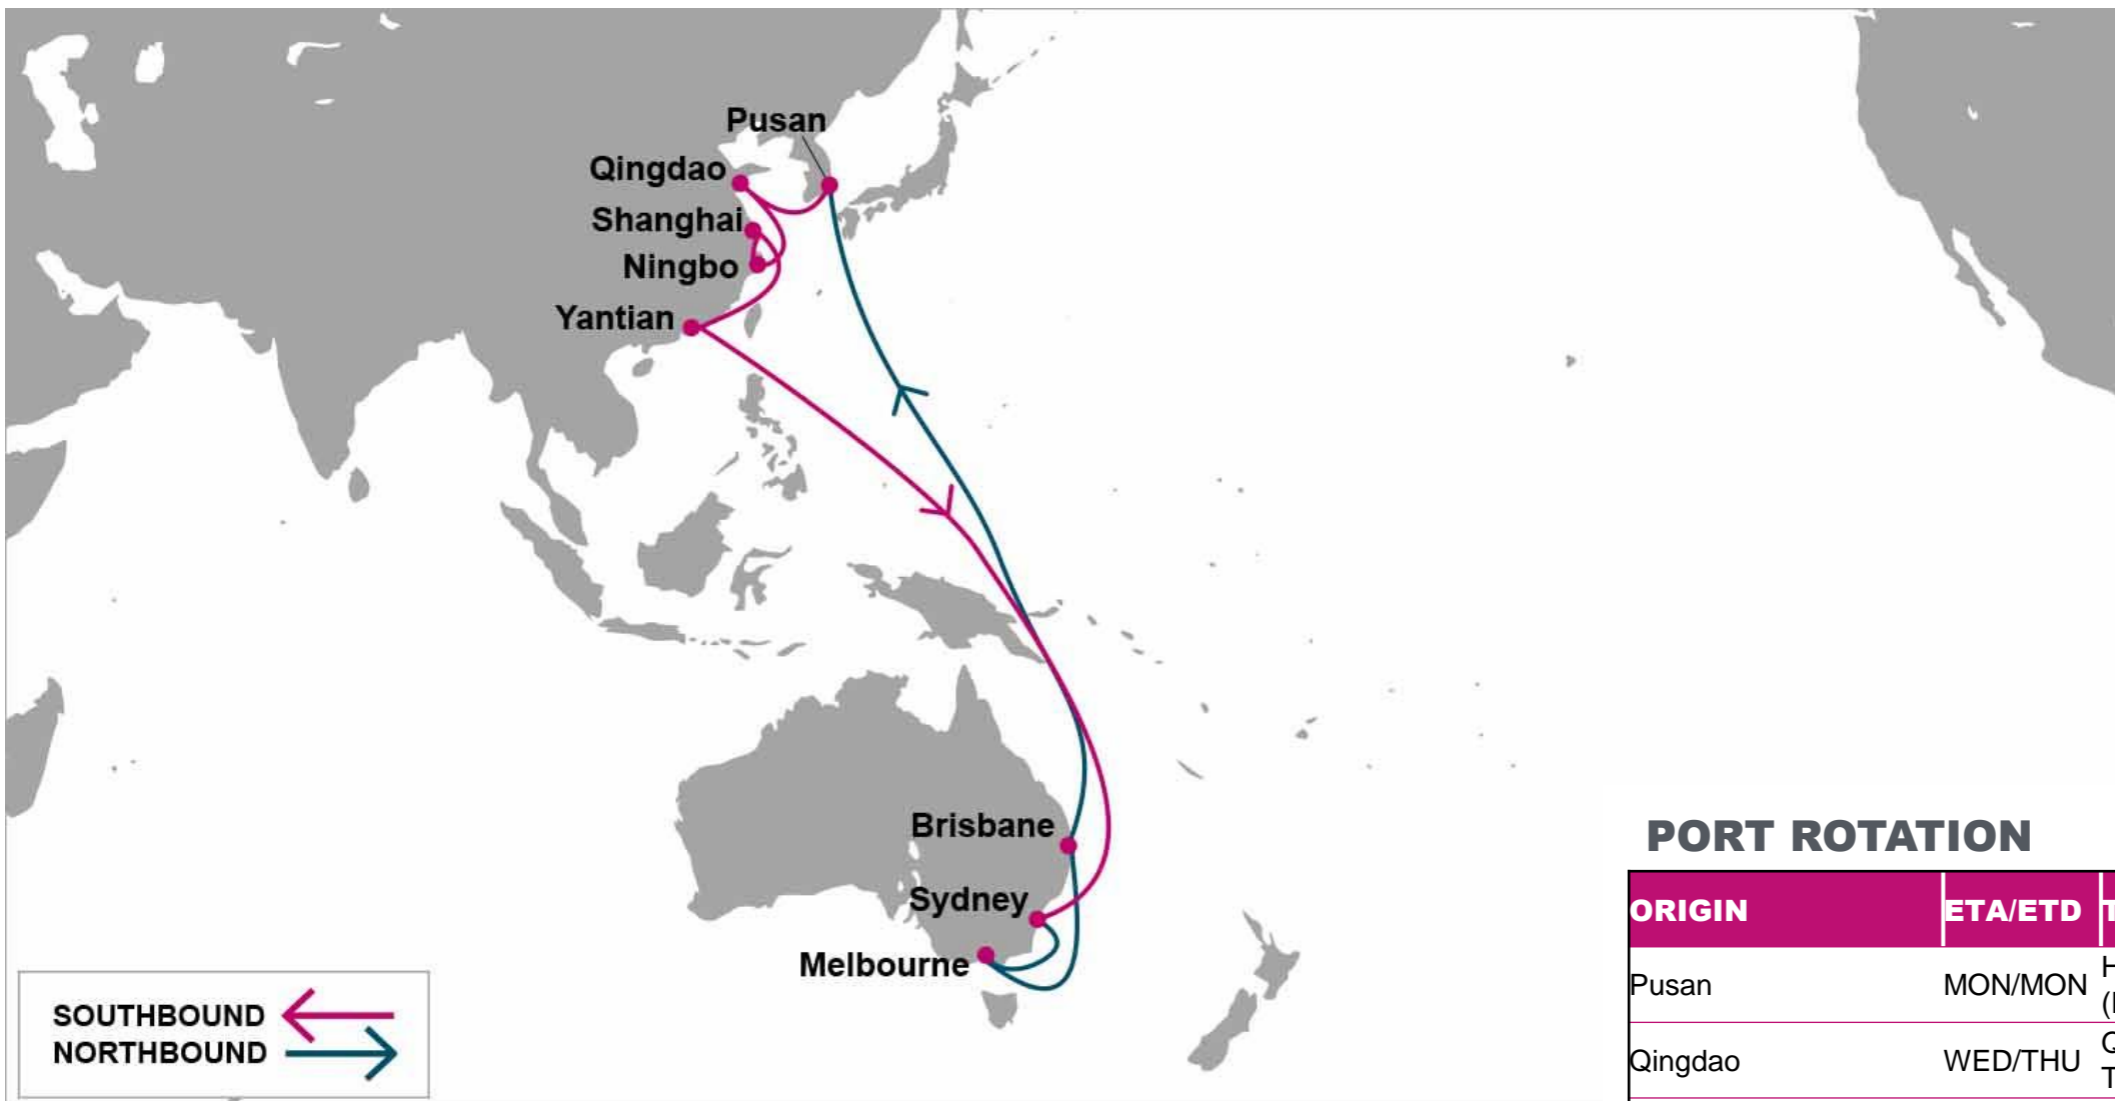 Pusan
Qingdao
Shanghai
Ningbo
Yantian
Brisbane
Sydney
Melbourne
SOUTHBOUND
NORTHBOUND
PORT ROTATION
ORIGIN ETA/ETD
Pusan MON/MON
Qingdao WED/THU